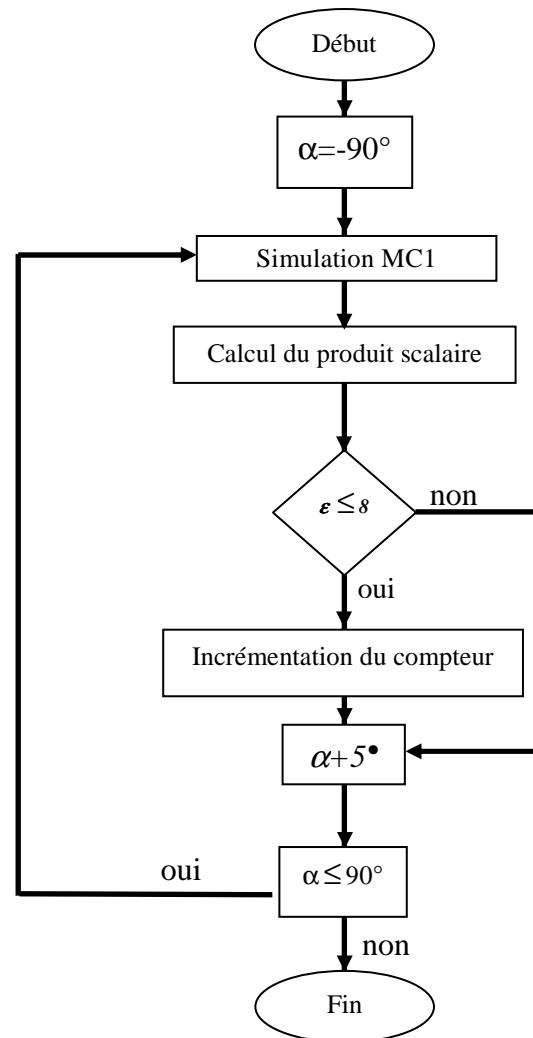 Début
α=-90°
Simulation MC1
Calcul du produit scalaire
ε ≤ 8
non
oui
Incrémentation du compteur
α+5•
oui
α ≤ 90°
non
Fin